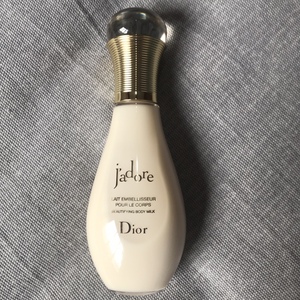 j'adore
LAIT EMBELLISSEUR
POUR LE CORPS
BEAUTIFYING BODY MILK
Dior